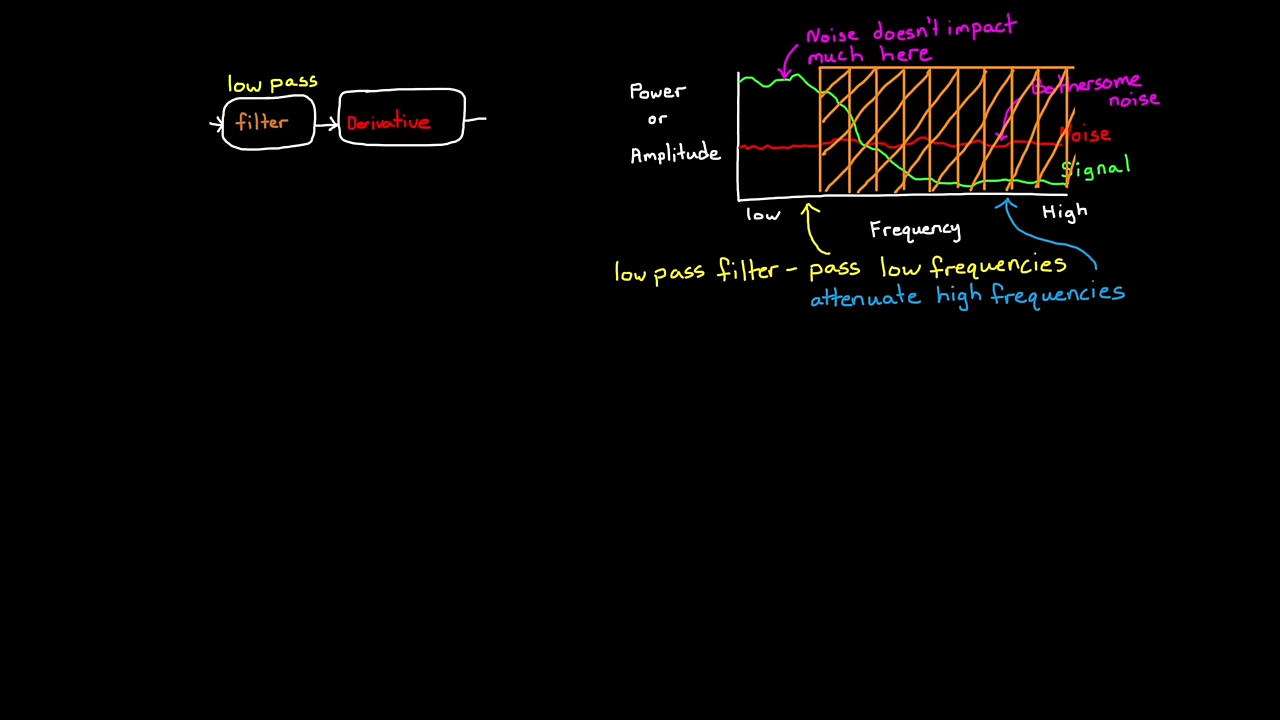 low pass
filter
Derivative
Noise doesn't impact
much here
Power
or
Amplitude
Bothersome
noise
Noise
Signal
low
High
Frequency
low pass filter - pass low frequencies
attenuate high frequencies